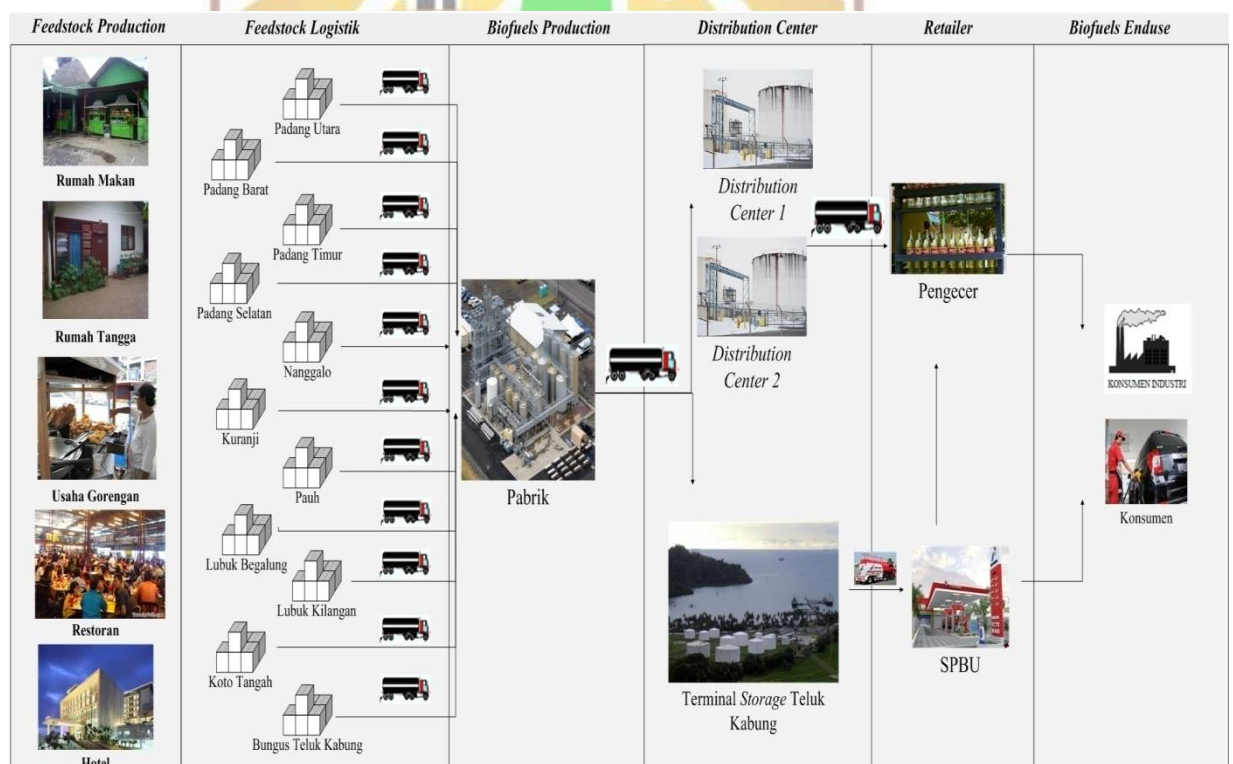 Feedstock Production
Feedstock Logistik
Biofuels Production
Distribution Center
Retailer
Biofuels Enduse
Rumah Makan
Rumah Tangga
Usaha Gorengan
Restoran
Hotel
Padang Utara
Padang Barat
Padang Timur
Padang Selatan
Nanggalo
Kuranji
Pauh
Lubuk Begalung
Lubuk Kilangan
Koto Tangah
Bungus Teluk Kabung
Pabrik
Distribution
Center 1
Distribution
Center 2
Terminal Storage Teluk
Kabung
Pengecer
SPBU
KONSUMEN INDUSTRI
Konsumen